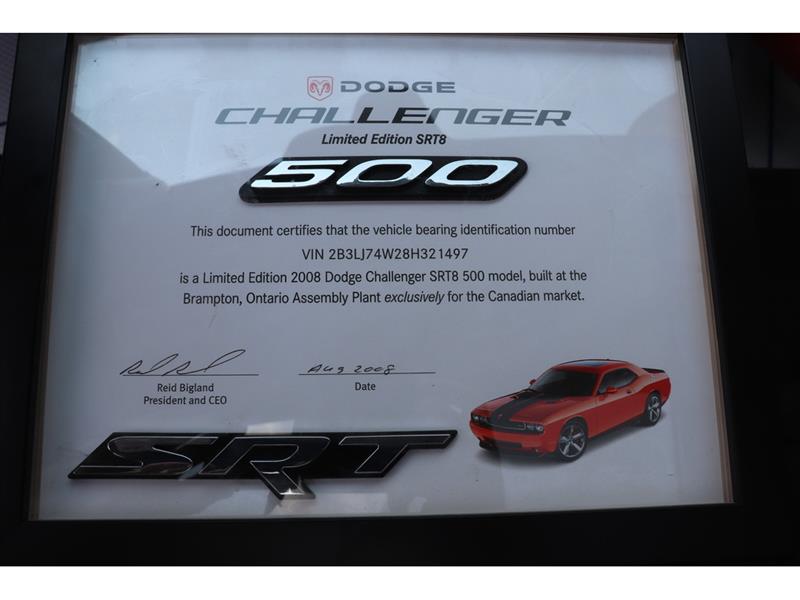 DODGE
CHALLENGER
Limited Edition SRT8
500
This document certifies that the vehicle bearing identification number
VIN 2B3LJ74W28H321497
is a Limited Edition 2008 Dodge Challenger SRT8 500 model, built at the
Brampton, Ontario Assembly Plant exclusively for the Canadian market.
Aug 2008
Reid Bigland
Date
President and CEO
SRT